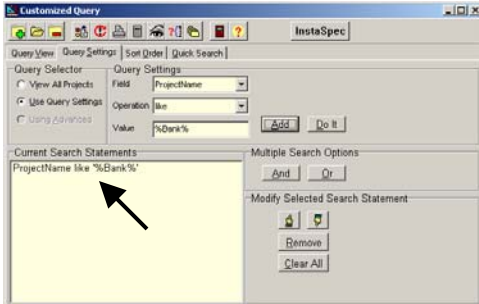 Customized Query
InstaSpec
Query View Query Settings Sort Order Quick Search
Query Selector
View All Projects
Use Query Settings
Using Advanced
Query Settings
Field ProjectName
Operation like
Value %Bank%
Add Do It
Current Search Statements
ProjectName like '%Bank%'
Multiple Search Options
And Or
Modify Selected Search Statement
Remove
Clear All